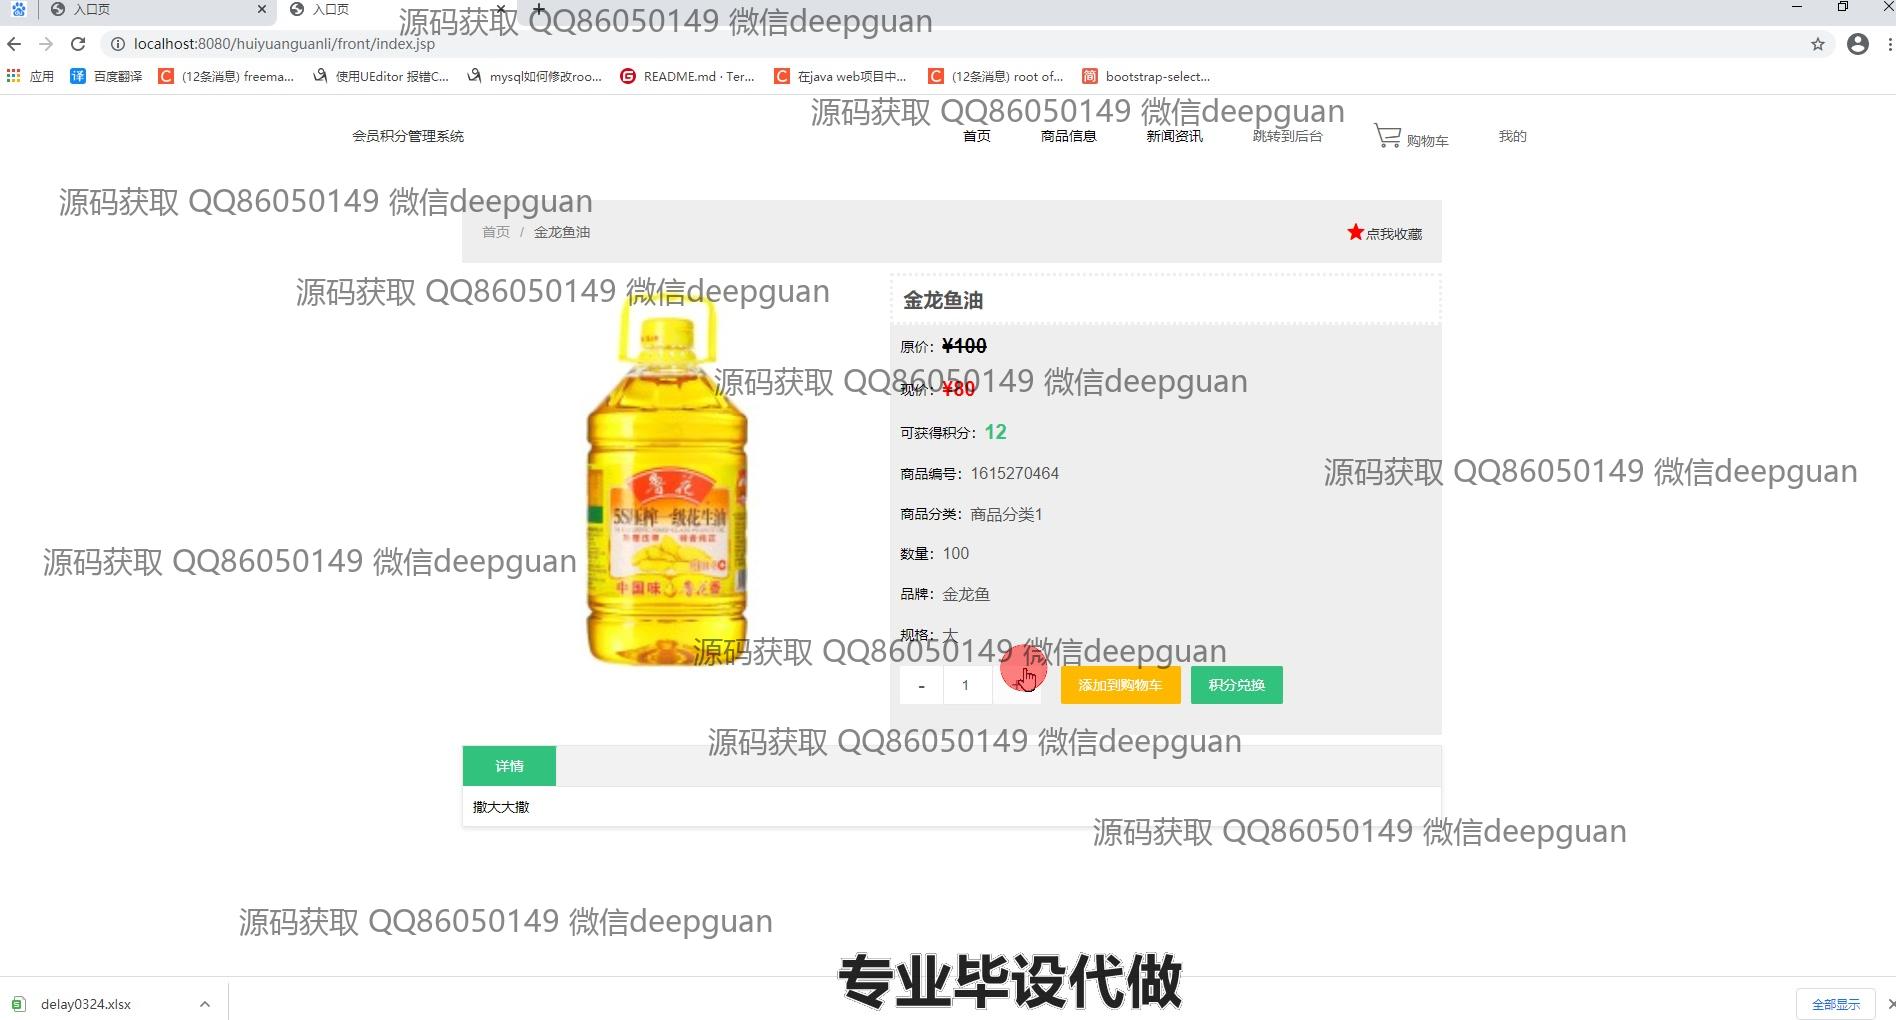 入口页
入口页
源码获取 QQ86050149 微信deepguan
localhost:8080/huiyuanguanli/front/index.jsp
应用
百度翻译
(12条消息) freema...
使用UEditor 报错C...
mysql如何修改roo...
README.md · Ter...
在java web项目中...
(12条消息) root of...
bootstrap-select...
源码获取 QQ86050149 微信deepguan
会员积分管理系统
首页
商品信息
新闻资讯
跳转到后台
购物车
我的
源码获取 QQ86050149 微信deepguan
首页 / 金龙鱼油
点我收藏
源码获取 QQ86050149 微信deepguan
金龙鱼油
原价：¥100
源码获取 QQ86050149 微信deepguan
现价：¥80
可获得积分：12
商品编号：1615270464
源码获取 QQ86050149 微信deepguan
商品分类：商品分类1
鲁花
5S压榨一级花生油
数量：100
源码获取 QQ86050149 微信deepguan
中国味 鲁花香
品牌：金龙鱼
规格：大
源码获取 QQ86050149 微信deepguan
- 1
添加到购物车
积分兑换
源码获取 QQ86050149 微信deepguan
详情
撒大大撒
源码获取 QQ86050149 微信deepguan
源码获取 QQ86050149 微信deepguan
专业毕设代做
delay0324.xlsx
全部显示